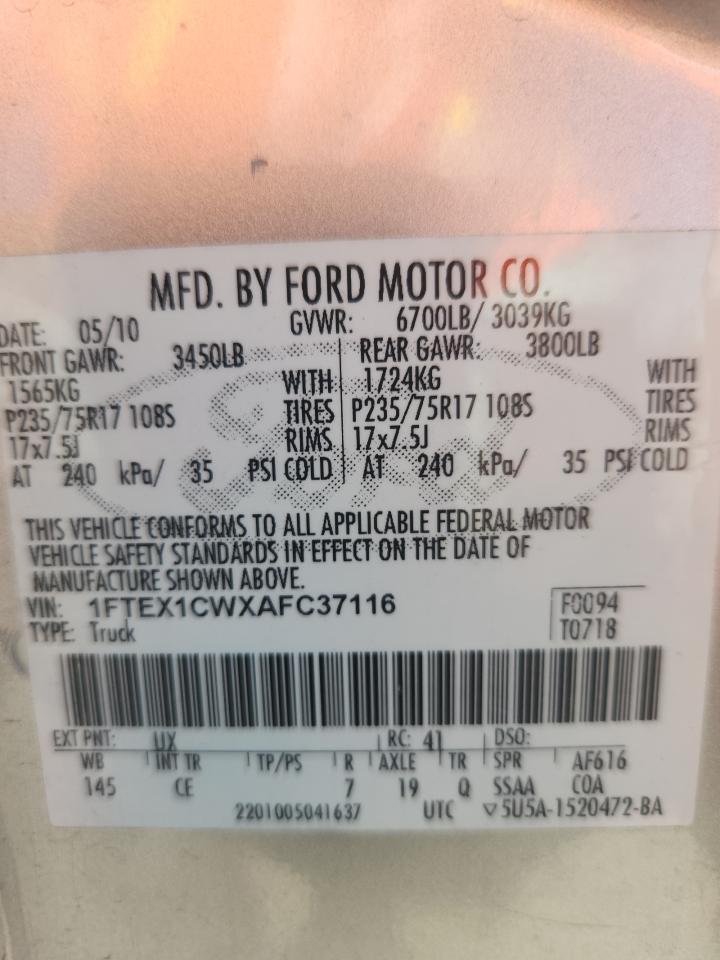 MFD. BY FORD MOTOR CO.
DATE: 05/10 GVWR: 6700LB/ 3039KG
FRONT GAWR: 3450LB REAR GAWR: 3800LB
1565KG WITH 1724KG WITH
P235/75R17 108S TIRES P235/75R17 108S TIRES
17x7.5J RIMS 17x7.5J RIMS
AT 240 kPa/ 35 PSI COLD AT 240 kPa/ 35 PSI COLD
THIS VEHICLE CONFORMS TO ALL APPLICABLE FEDERAL MOTOR
VEHICLE SAFETY STANDARDS IN EFFECT ON THE DATE OF
MANUFACTURE SHOWN ABOVE.
VIN: 1FTEX1CWXAFC37116 F0094
TYPE: Truck T0718
EXT PNT: UX RC: 41 DSO:
WB INT TR TP/PS R AXLE TR SPR AF616
145 CE 7 19 Q SSAA COA
2201005041637 UTC ▽5U5A-1520472-BA